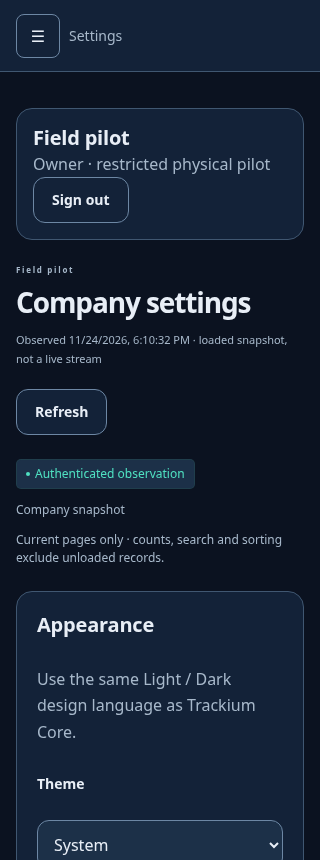 ☰ Settings
Field pilot
Owner · restricted physical pilot
Sign out
Field pilot
Company settings
Observed 11/24/2026, 6:10:32 PM · loaded snapshot,
not a live stream
Refresh
• Authenticated observation
Company snapshot
Current pages only · counts, search and sorting
exclude unloaded records.
Appearance
Use the same Light / Dark
design language as Trackium
Core.
Theme
System